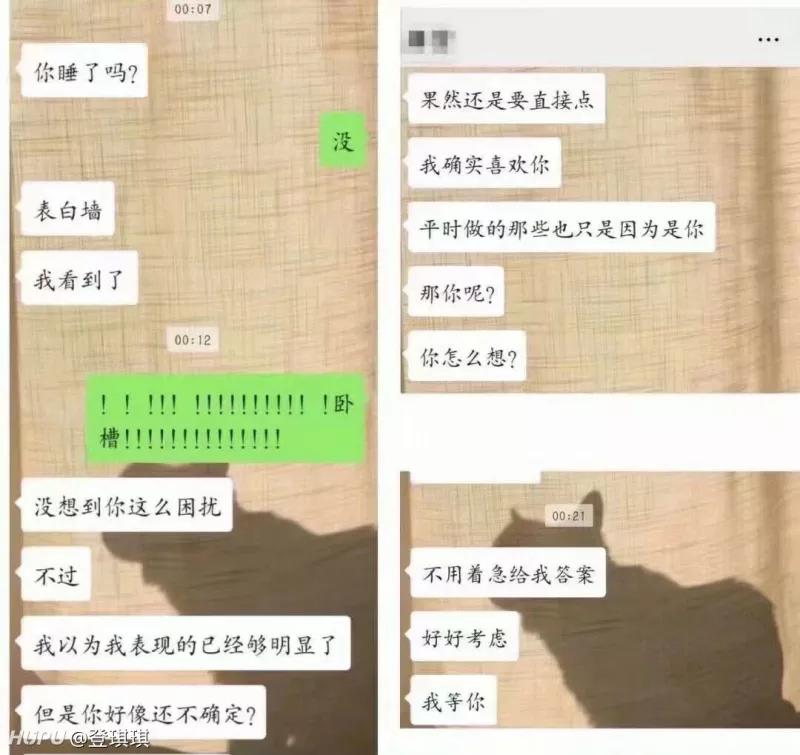 00:07
你睡了吗?
没
表白墙
我看到了
00:12
！！!!! !!!!!!!!!!! !卧
槽!!!!!!!!!!!!!!
没想到你这么困扰
不过
我以为我表现的已经够明显了
但是你好像还不确定?
果然还是要直接点
我确实喜欢你
平时做的那些也只是因为是你
那你呢?
你怎么想?
00:21
不用着急给我答案
好好考虑
我等你
HUPU @登琪琪